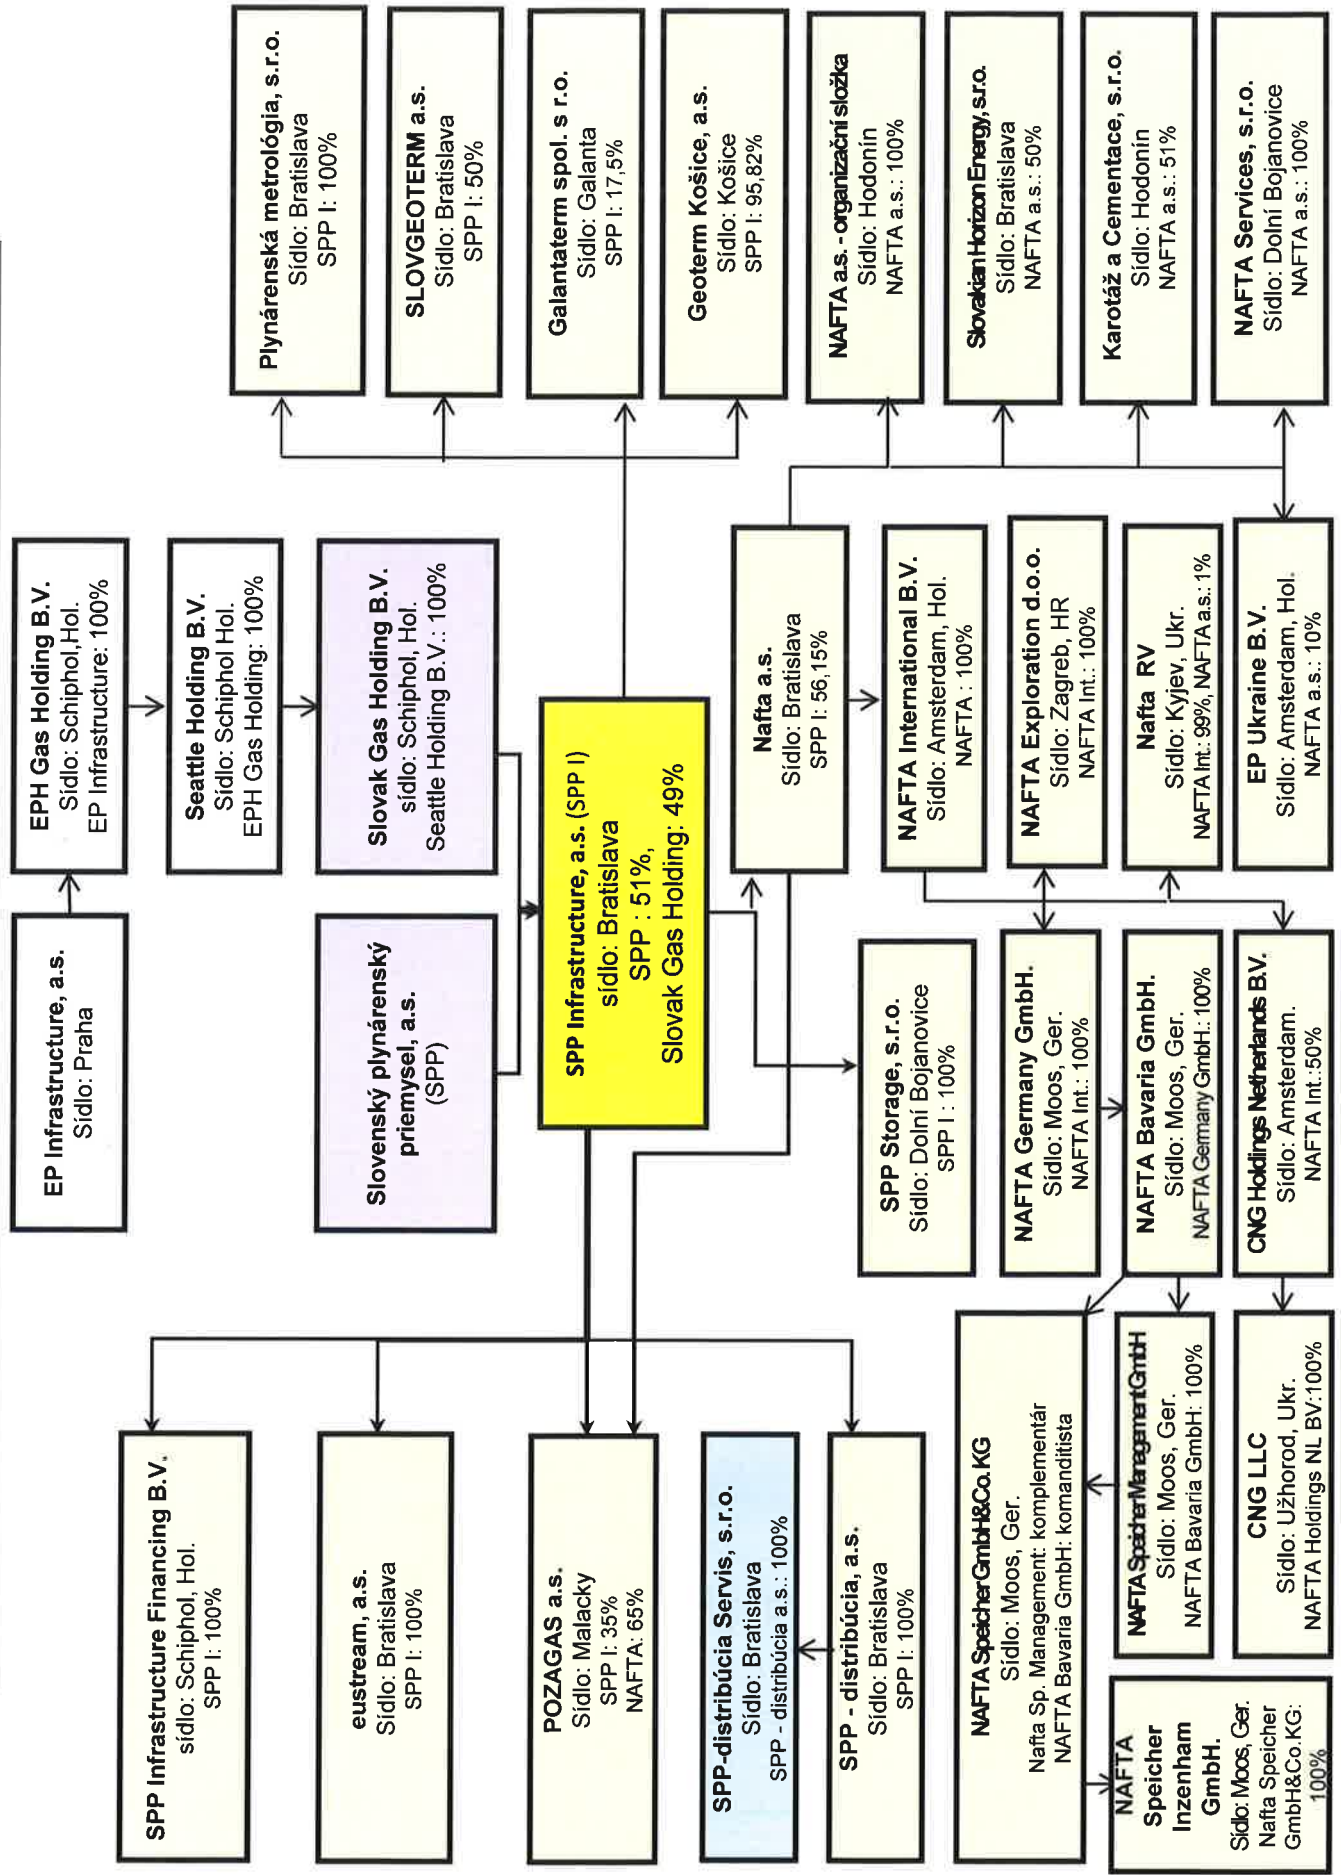 EP Infrastructure, a.s.
Sídlo: Praha
EPH Gas Holding B.V.
Sídlo: Schiphol,Hol.
EP Infrastructure: 100%
Seattle Holding B.V.
Sídlo: Schiphol Hol.
EPH Gas Holding: 100%
Slovenský plynárenský
priemysel, a.s.
(SPP)
Slovak Gas Holding B.V.
sídlo: Schiphol, Hol.
Seattle Holding B.V.: 100%
SPP Infrastructure, a.s. (SPP I)
sídlo: Bratislava
SPP : 51%,
Slovak Gas Holding: 49%
SPP Infrastructure Financing B.V.
sídlo: Schiphol, Hol.
SPP I: 100%
eustream, a.s.
Sídlo: Bratislava
SPP I: 100%
POZAGAS a.s.
Sídlo: Malacky
SPP I: 35%
NAFTA: 65%
SPP-distribúcia Servis, s.r.o.
Sídlo: Bratislava
SPP - distribúcia a.s.: 100%
SPP - distribúcia, a.s.
Sídlo: Bratislava
SPP I: 100%
Plynárenská metrológia, s.r.o.
Sídlo: Bratislava
SPP I: 100%
SLOVGEOTERM a.s.
Sídlo: Bratislava
SPP I: 50%
Galantaterm spol. s r.o.
Sídlo: Galanta
SPP I: 17,5%
Geoterm Košice, a.s.
Sídlo: Košice
SPP I: 95,82%
Nafta a.s.
Sídlo: Bratislava
SPP I: 56,15%
SPP Storage, s.r.o.
Sídlo: Dolní Bojanovice
SPP I : 100%
NAFTA International B.V.
Sídlo: Amsterdam, Hol.
NAFTA : 100%
NAFTA a.s. - organizační složka
Sídlo: Hodonín
NAFTA a.s.: 100%
Slovakian Horizon Energy, s.r.o.
Sídlo: Bratislava
NAFTA a.s.: 50%
Karotáž a Cementace, s.r.o.
Sídlo: Hodonín
NAFTA a.s.: 51%
NAFTA Services, s.r.o.
Sídlo: Dolní Bojanovice
NAFTA a.s.: 100%
NAFTA Germany GmbH.
Sídlo: Moos, Ger.
NAFTA Int.: 100%
NAFTA Exploration d.o.o.
Sídlo: Zagreb, HR
NAFTA Int.: 100%
NAFTA Bavaria GmbH.
Sídlo: Moos, Ger.
NAFTA Germany GmbH.: 100%
Nafta RV
Sídlo: Kyjev, Ukr.
NAFTA Int.: 99%, NAFTA a.s.: 1%
CNG Holdings Netherlands B.V.
Sídlo: Amsterdam.
NAFTA Int.:50%
EP Ukraine B.V.
Sídlo: Amsterdam, Hol.
NAFTA a.s.: 10%
NAFTA Speicher GmbH&Co. KG
Sídlo: Moos, Ger.
Nafta Sp. Management: komplementár
NAFTA Bavaria GmbH: komanditista
NAFTA Speicher Management GmbH
Sídlo: Moos, Ger.
NAFTA Bavaria GmbH: 100%
CNG LLC
Sídlo: Užhorod, Ukr.
NAFTA Holdings NL BV:100%
NAFTA
Speicher
Inzenham
GmbH.
Sídlo: Moos, Ger.
Nafta Speicher
GmbH&Co.KG:
100%